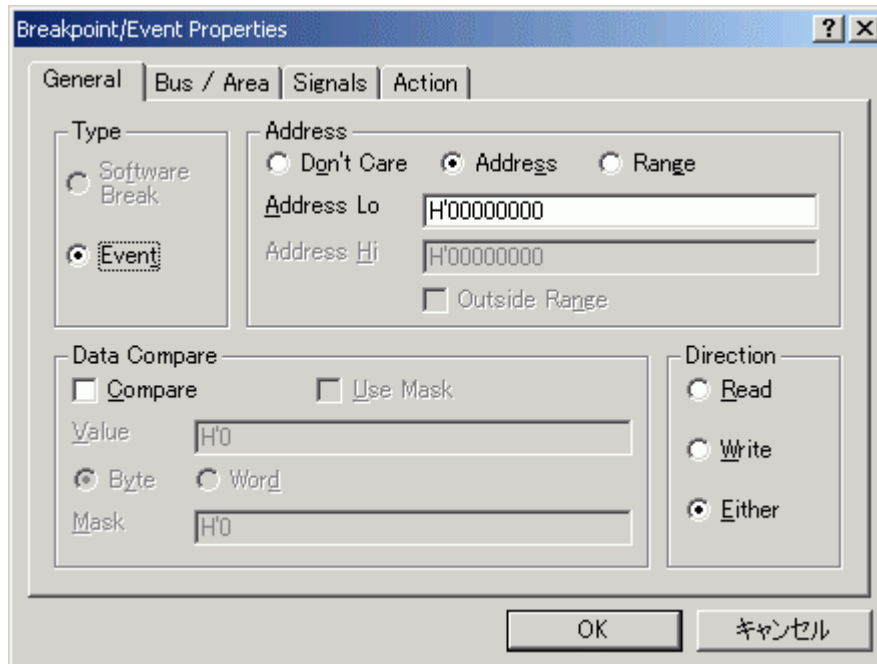 Breakpoint/Event Properties
General Bus / Area Signals Action
Type
Software
Break
Event
Address
Don't Care Address Range
Address Lo H'00000000
Address Hi H'00000000
Outside Range
Data Compare
Compare Use Mask
Value H'0
Byte Word
Mask H'0
Direction
Read
Write
Either
OK キャンセル